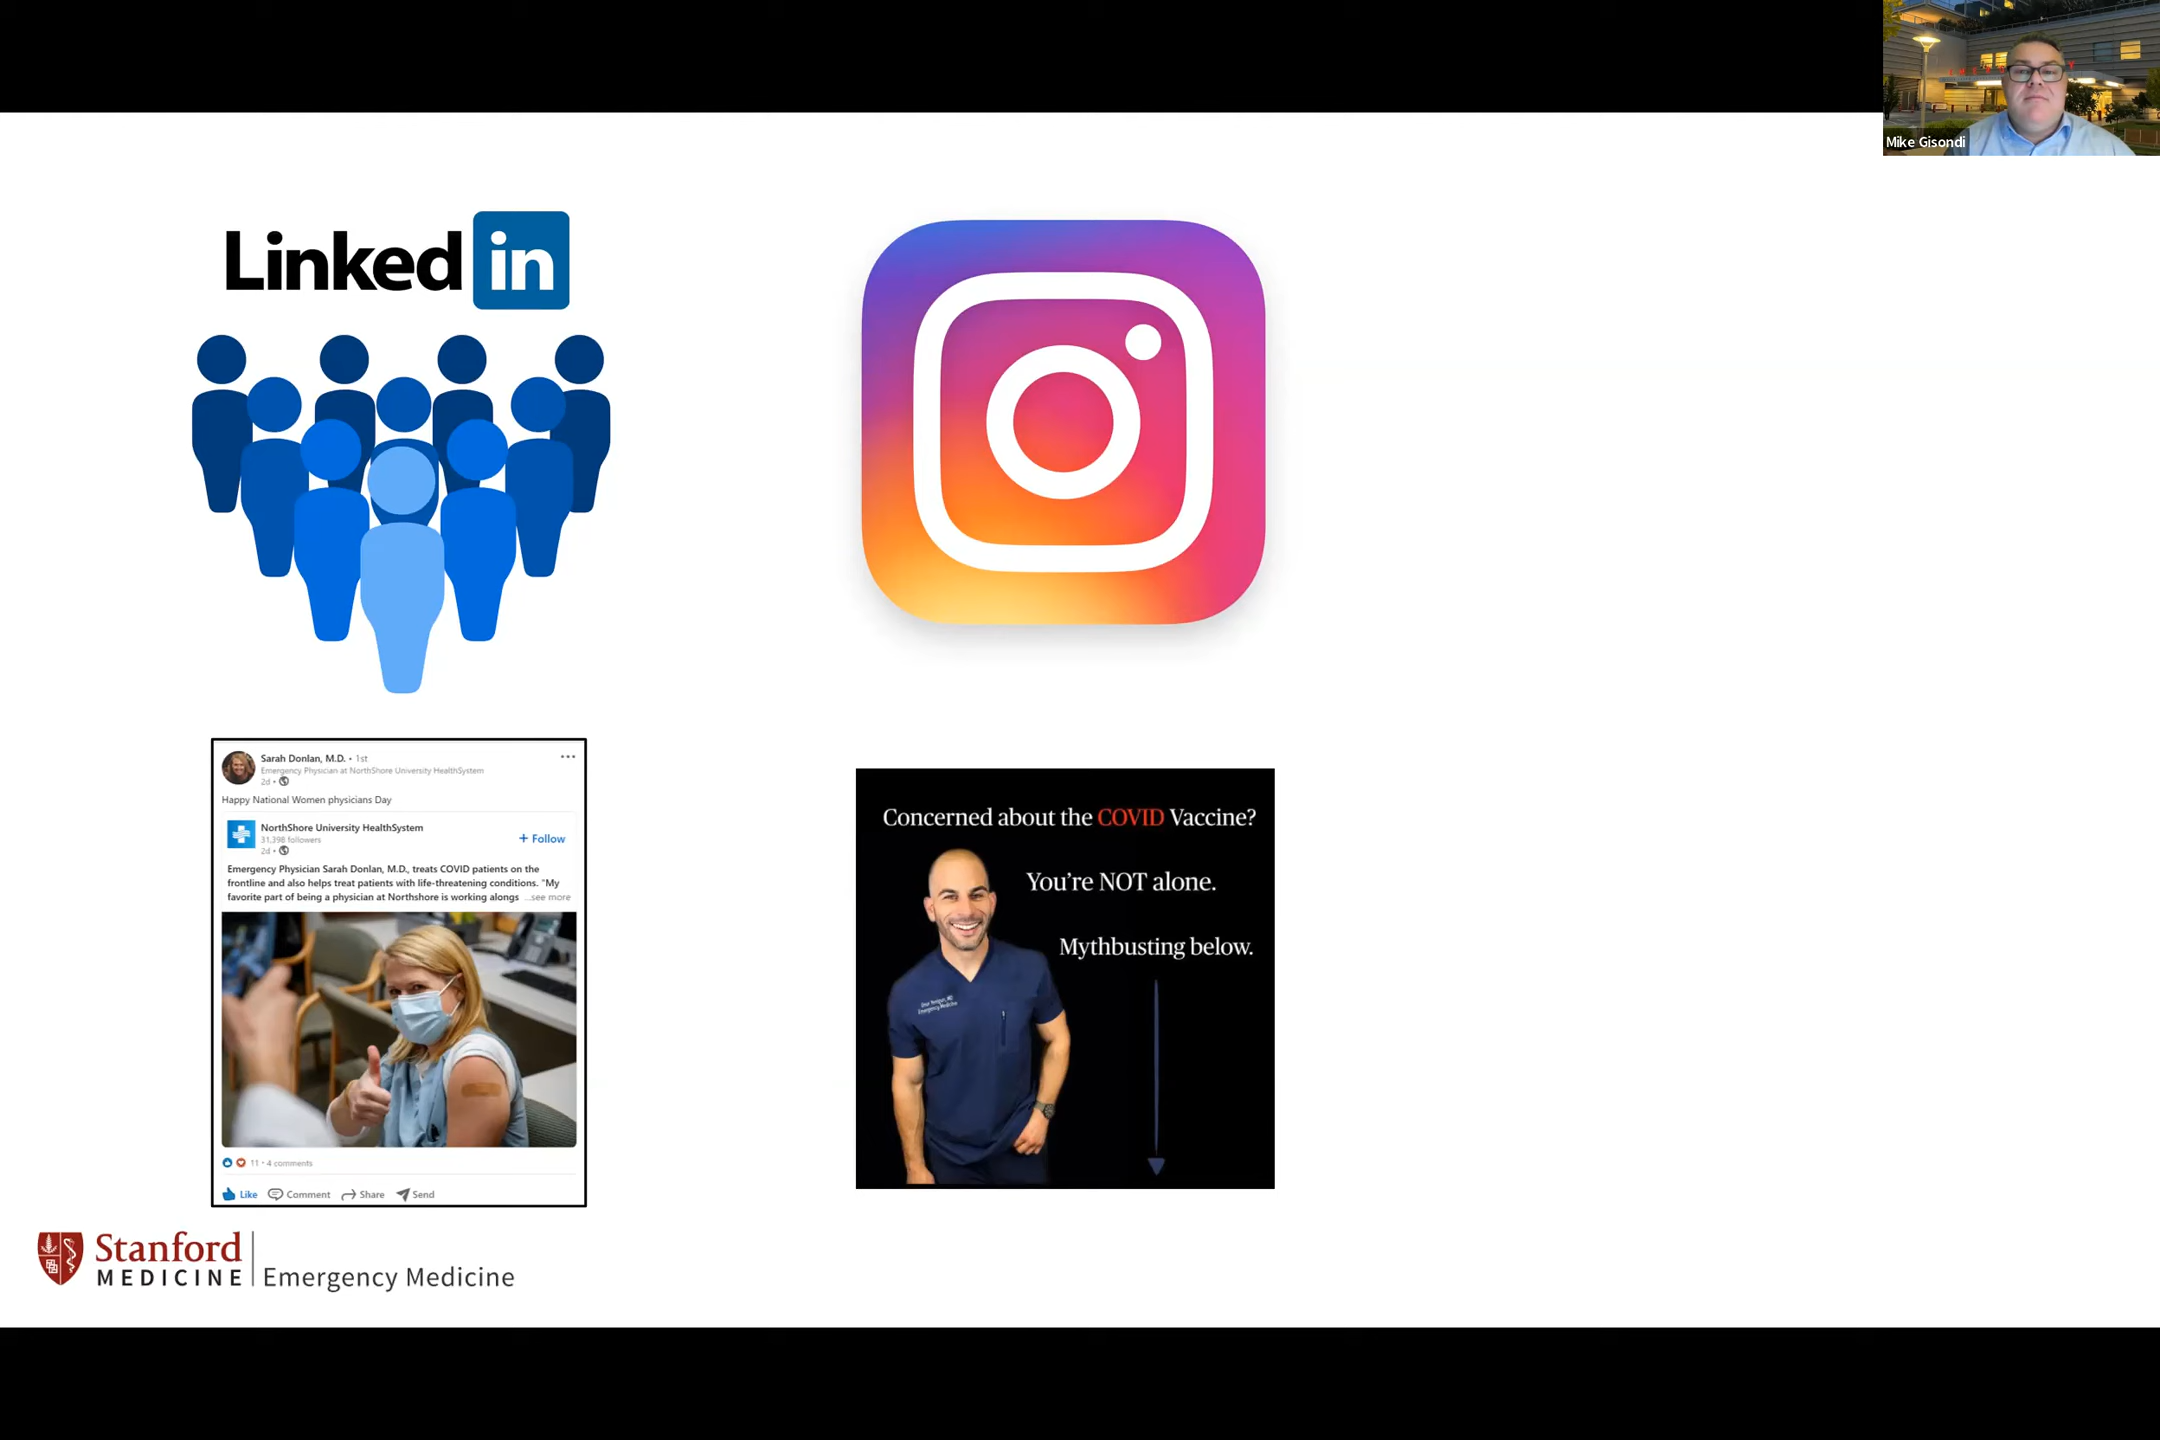 Mike Gisondi
Linked in
Sarah Donlan, M.D. • 1st
Emergency Physician at NorthShore University HealthSystem
2d •
Happy National Women physicians Day
NorthShore University HealthSystem
31,398 followers
2d •
+ Follow
Emergency Physician Sarah Donlan, M.D., treats COVID patients on the
frontline and also helps treat patients with life-threatening conditions. "My
favorite part of being a physician at Northshore is working alongs ...see more
11 • 4 comments
Like Comment Share Send
Concerned about the COVID Vaccine?
You're NOT alone.
Mythbusting below.
Emergency Medicine
Stanford
MEDICINE
Emergency Medicine